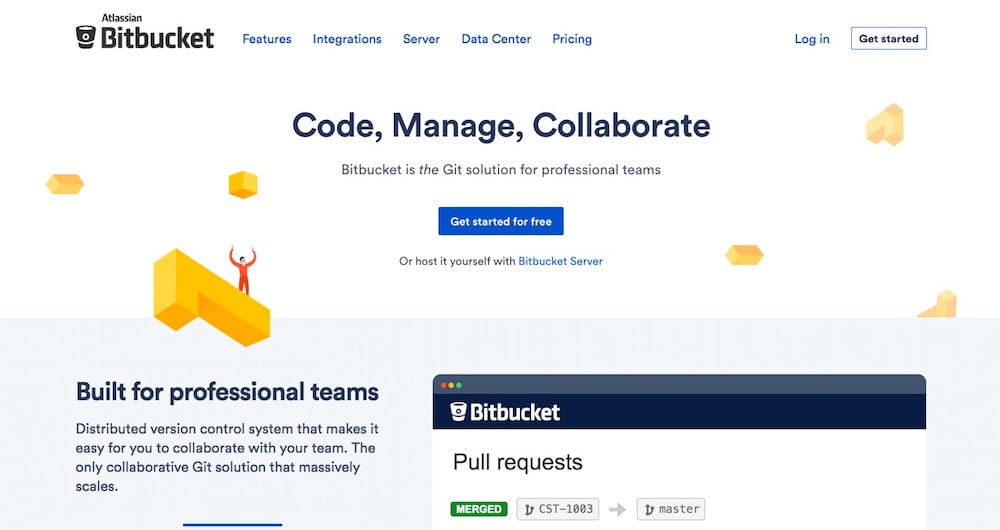 Atlassian
Bitbucket
Features Integrations Server Data Center Pricing Log in Get started
Code, Manage, Collaborate
Bitbucket is the Git solution for professional teams
Get started for free
Or host it yourself with Bitbucket Server
Built for professional teams
Distributed version control system that makes it
easy for you to collaborate with your team. The
only collaborative Git solution that massively
scales.
Bitbucket
Pull requests
MERGED CST-1003 master